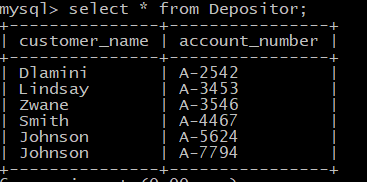 mysql> select * from Depositor;
+---------------+----------------+
| customer_name | account_number |
+---------------+----------------+
| Dlamini       | A-2542         |
| Lindsay       | A-3453         |
| Zwane         | A-3546         |
| Smith         | A-4467         |
| Johnson       | A-5624         |
| Johnson       | A-7794         |
+---------------+----------------+